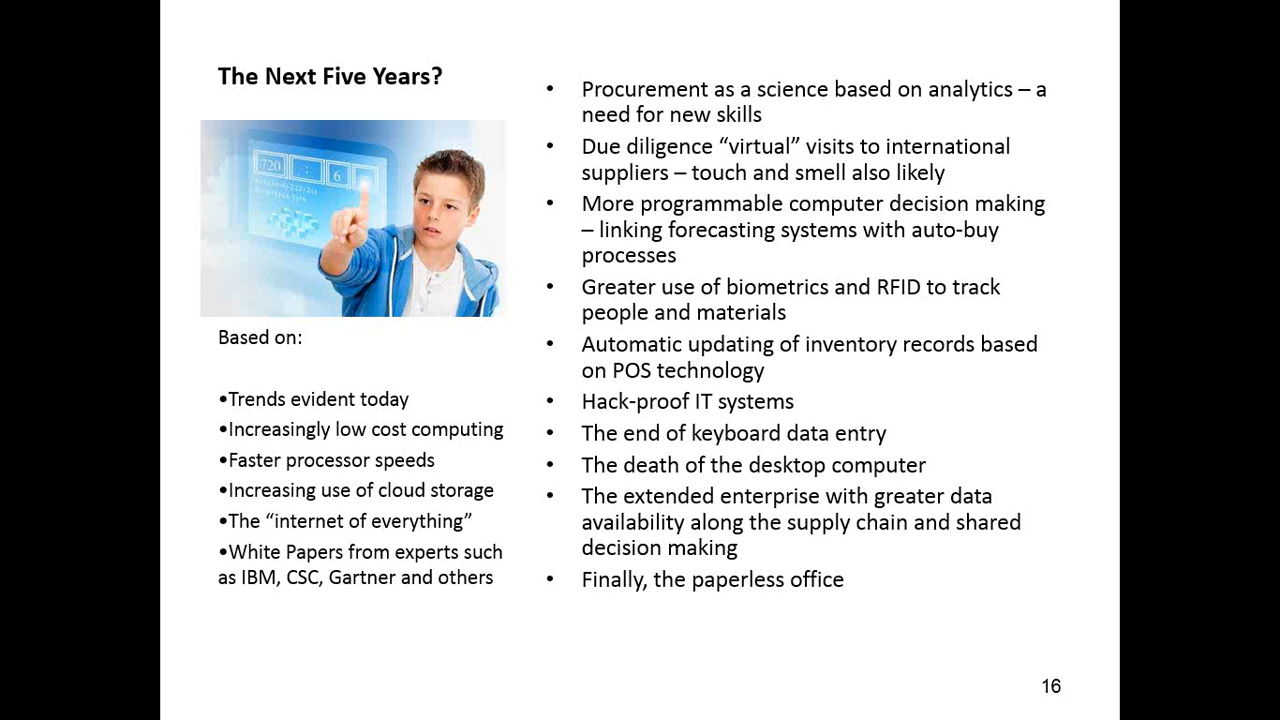 The Next Five Years?
720
6
Based on:
•Trends evident today
•Increasingly low cost computing
•Faster processor speeds
•Increasing use of cloud storage
•The “internet of everything”
•White Papers from experts such
as IBM, CSC, Gartner and others
• Procurement as a science based on analytics – a
need for new skills
• Due diligence “virtual” visits to international
suppliers – touch and smell also likely
• More programmable computer decision making
– linking forecasting systems with auto-buy
processes
• Greater use of biometrics and RFID to track
people and materials
• Automatic updating of inventory records based
on POS technology
• Hack-proof IT systems
• The end of keyboard data entry
• The death of the desktop computer
• The extended enterprise with greater data
availability along the supply chain and shared
decision making
• Finally, the paperless office
16